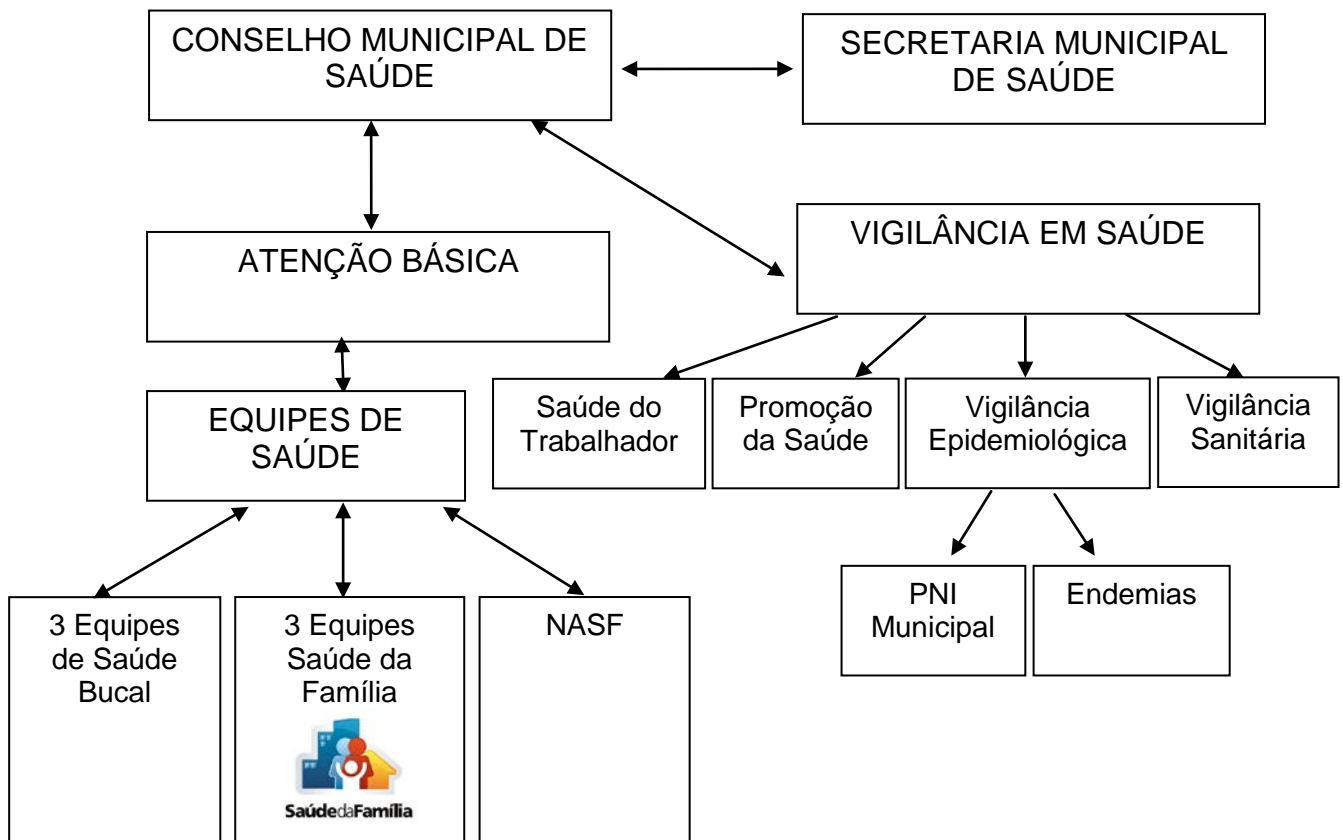 CONSELHO MUNICIPAL DE
SAÚDE
SECRETARIA MUNICIPAL
DE SAÚDE
ATENÇÃO BÁSICA
VIGILÂNCIA EM SAÚDE
EQUIPES DE
SAÚDE
Saúde do
Trabalhador
Promoção
da Saúde
Vigilância
Epidemiológica
Vigilância
Sanitária
3 Equipes
de Saúde
Bucal
3 Equipes
Saúde da
Família
SaúdedaFamília
NASF
PNI
Municipal
Endemias